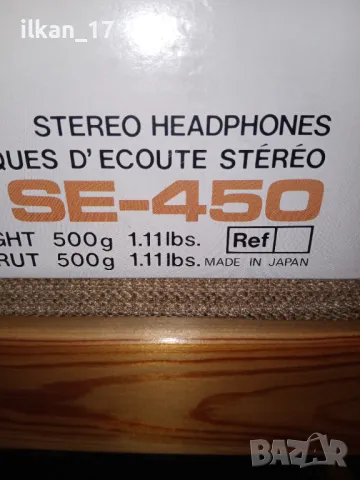 ilkan_17
STEREO HEADPHONES
QUES D'ECOUTE STÉRÉO
SE-450
GHT 500g 1.11lbs. Ref
RUT 500g 1.11lbs. MADE IN JAPAN
BAZAR
bg